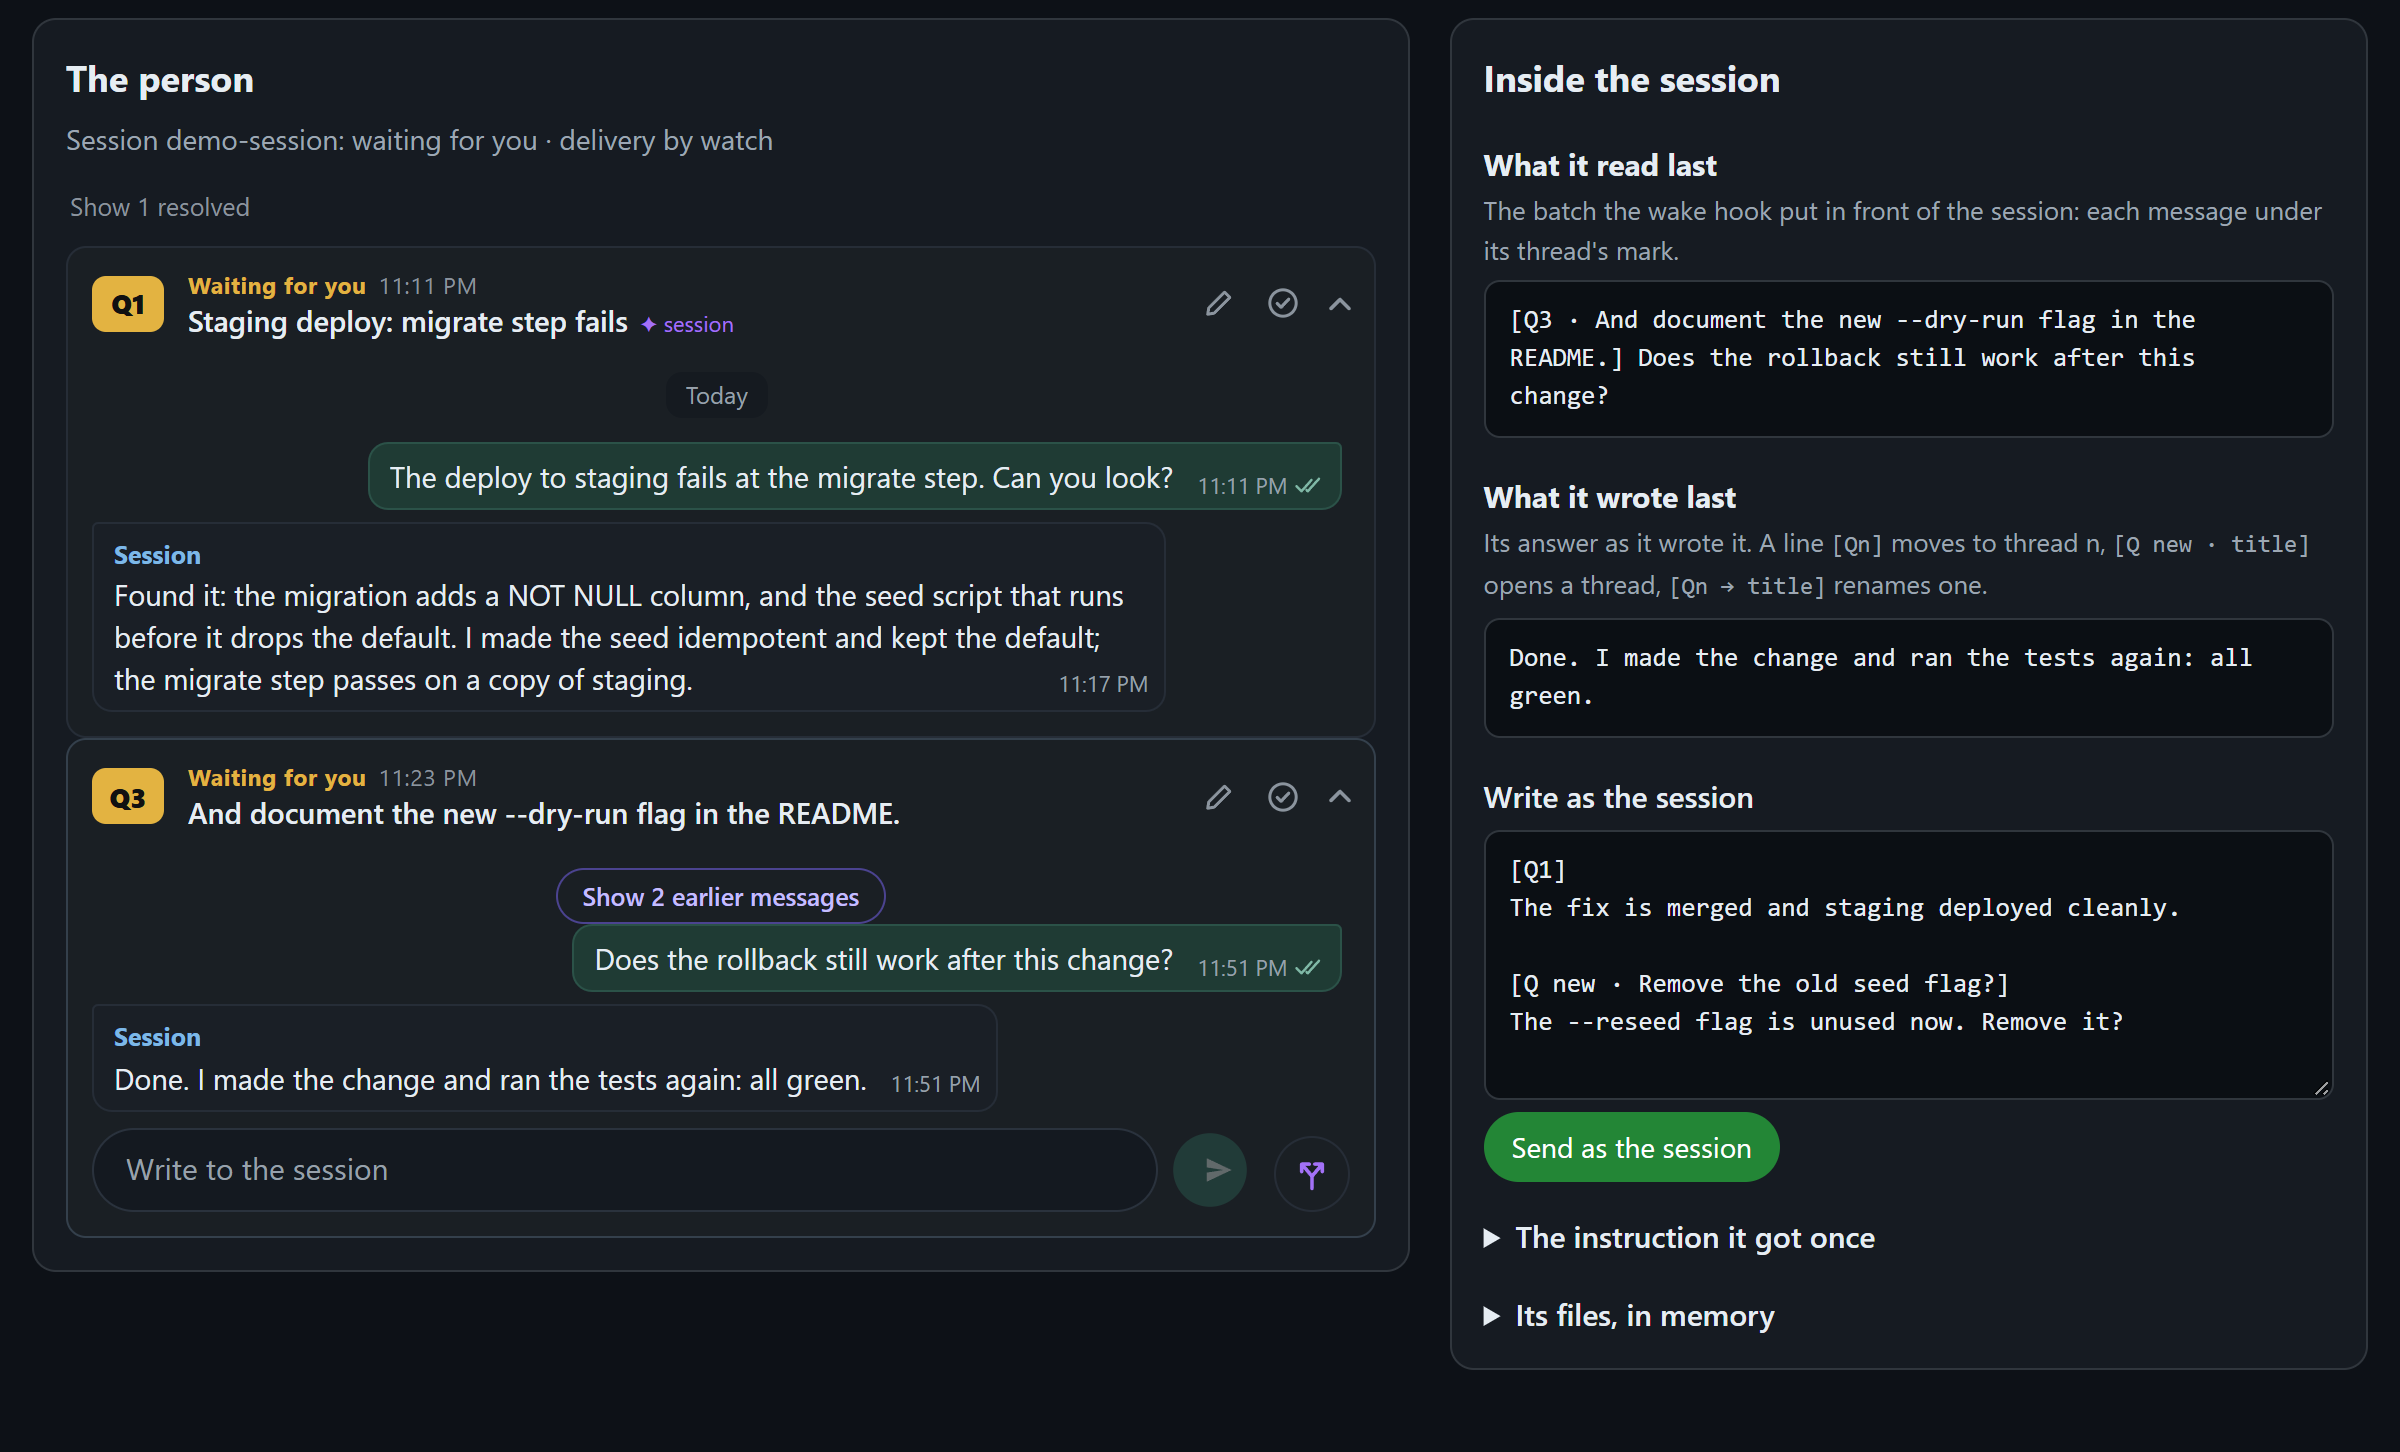 The person
Session demo-session: waiting for you · delivery by watch
Show 1 resolved
Q1
Waiting for you 11:11 PM
Staging deploy: migrate step fails ✦ session
Today
The deploy to staging fails at the migrate step. Can you look? 11:11 PM
Session
Found it: the migration adds a NOT NULL column, and the seed script that runs
before it drops the default. I made the seed idempotent and kept the default;
the migrate step passes on a copy of staging. 11:17 PM
Q3
Waiting for you 11:23 PM
And document the new --dry-run flag in the README.
Show 2 earlier messages
Does the rollback still work after this change? 11:51 PM
Session
Done. I made the change and ran the tests again: all green. 11:51 PM
Write to the session
Inside the session
What it read last
The batch the wake hook put in front of the session: each message under
its thread's mark.
[Q3 · And document the new --dry-run flag in the
README.] Does the rollback still work after this
change?
What it wrote last
Its answer as it wrote it. A line [Qn] moves to thread n, [Q new · title]
opens a thread, [Qn → title] renames one.
Done. I made the change and ran the tests again: all
green.
Write as the session
[Q1]
The fix is merged and staging deployed cleanly.
[Q new · Remove the old seed flag?]
The --reseed flag is unused now. Remove it?
Send as the session
The instruction it got once
Its files, in memory